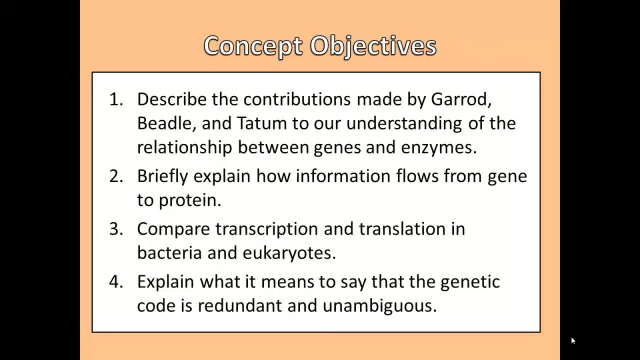 Concept Objectives
1. Describe the contributions made by Garrod,
Beadle, and Tatum to our understanding of the
relationship between genes and enzymes.
2. Briefly explain how information flows from gene
to protein.
3. Compare transcription and translation in
bacteria and eukaryotes.
4. Explain what it means to say that the genetic
code is redundant and unambiguous.